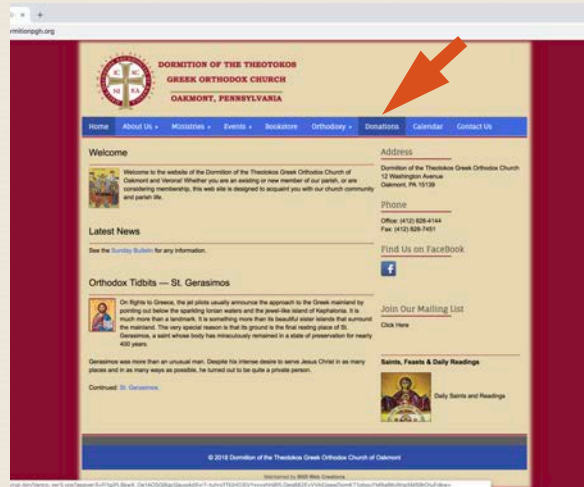 rmitionpgh.org
DORMITION OF THE THEOTOKOS
GREEK ORTHODOX CHURCH
OAKMONT, PENNSYLVANIA
IC XC
NI KA
Home About Us Ministries Events Bookstore Orthodoxy Donations Calendar Contact Us
Welcome
Welcome to the website of the Dormition of the Theotokos Greek Orthodox Church of
Oakmont and Verona! Whether you are an existing or new member of our parish, or are
considering membership, this web site is designed to acquaint you with our church community
and parish life.
Latest News
See the Sunday Bulletin for any information.
Orthodox Tidbits — St. Gerasimos
On flights to Greece, the jet pilots usually announce the approach to the Greek mainland by
pointing out below the sparkling Ionian waters and the jewel-like island of Kephalonia. It is
much more than a landmark. It is something more than its beautiful sister islands that surround
the mainland. The very special reason is that its ground is the final resting place of St.
Gerasimos, a saint whose body has miraculously remained in a state of preservation for nearly
400 years.
Gerasimos was more than an unusual man. Despite his intense desire to serve Jesus Christ in as many
places and in as many ways as possible, he turned out to be quite a private person.
Continued: St. Gerasimos.
Address
Dormition of the Theotokos Greek Orthodox Church
12 Washington Avenue
Oakmont, PA 15139
Phone
Office: (412) 828-4144
Fax: (412) 828-7451
Find Us on FaceBook
f
Join Our Mailing List
Click Here
Saints, Feasts & Daily Readings
Daily Saints and Readings
© 2018 Dormition of the Theotokos Greek Orthodox Church of Oakmont
Maintained by Web Creations